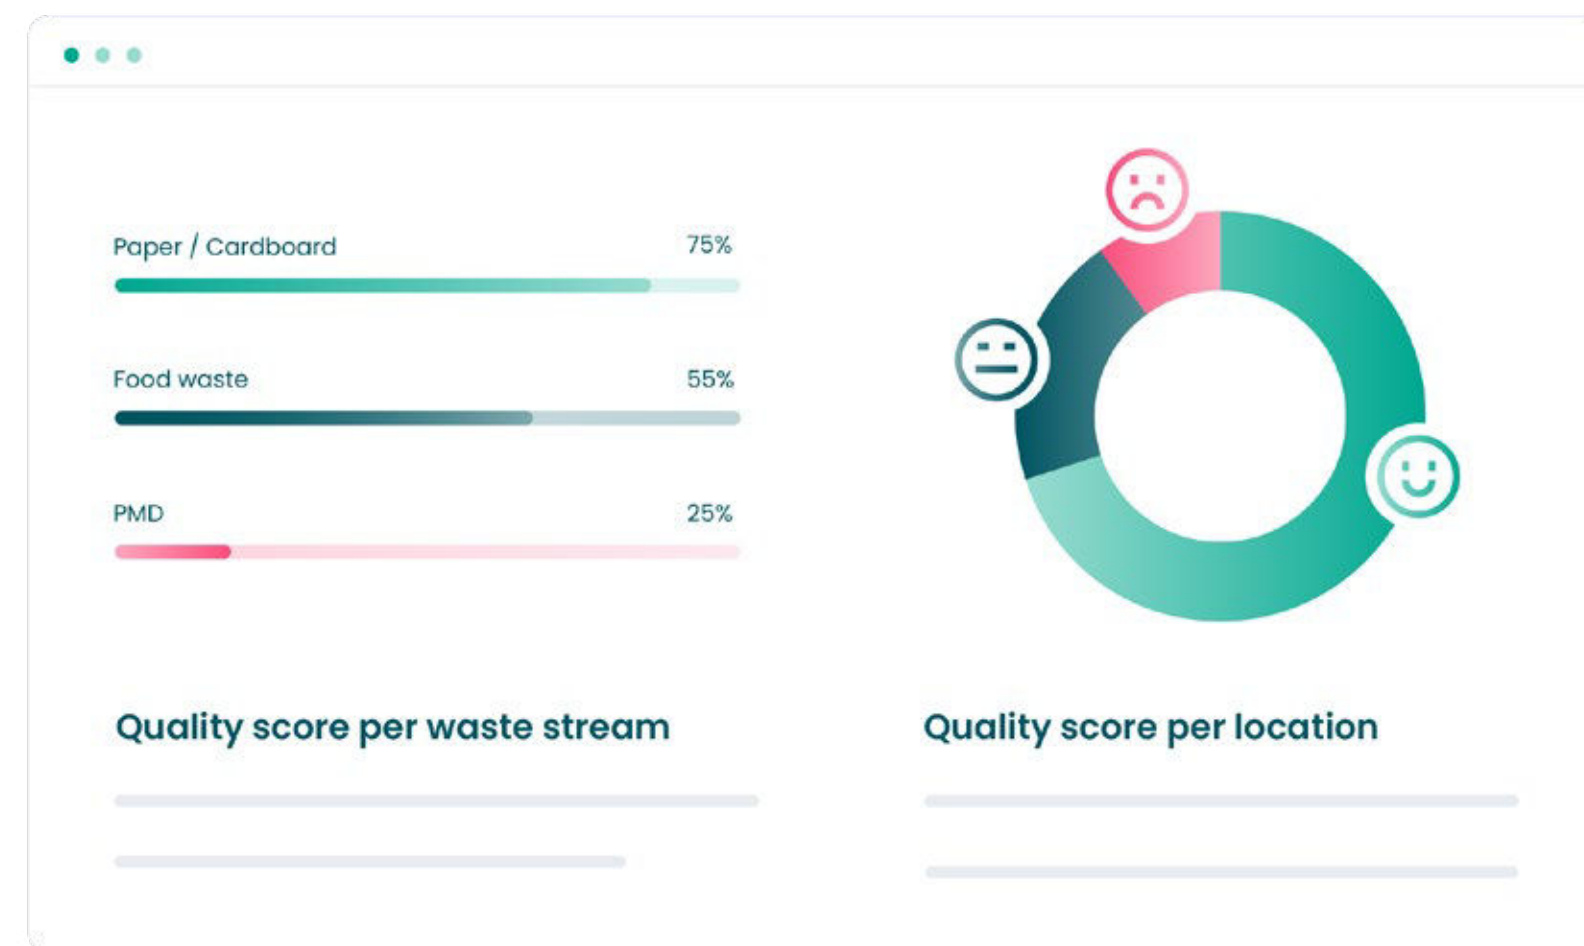 Paper / Cardboard 75%
Food waste 55%
PMD 25%
Quality score per waste stream
Quality score per location